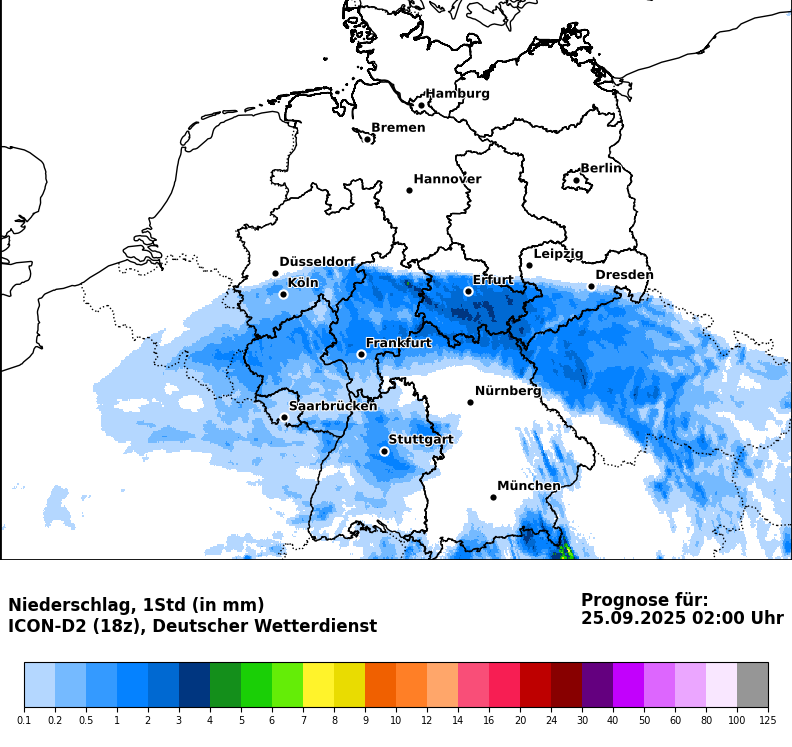 Hamburg
Bremen
Berlin
Hannover
Leipzig
Düsseldorf
Dresden
Köln
Erfurt
Frankfurt
Nürnberg
Saarbrücken
Stuttgart
München
Niederschlag, 1Std (in mm)
ICON-D2 (18z), Deutscher Wetterdienst
Prognose für:
25.09.2025 02:00 Uhr
0.1 0.2 0.5 1 2 3 4 5 6 7 8 9 10 12 14 16 20 24 30 40 50 60 80 100 125